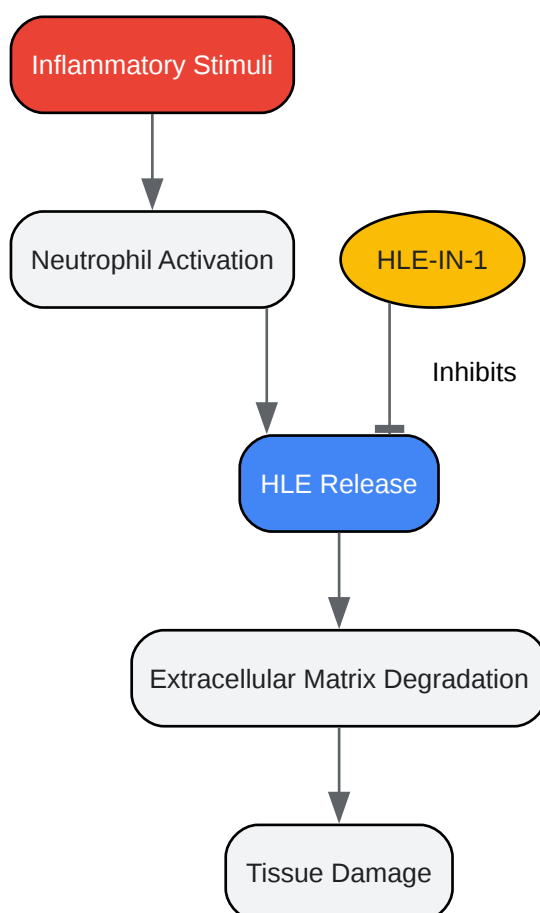 Inflammatory Stimuli
Neutrophil Activation
HLE-IN-1
Inhibits
HLE Release
Extracellular Matrix Degradation
Tissue Damage